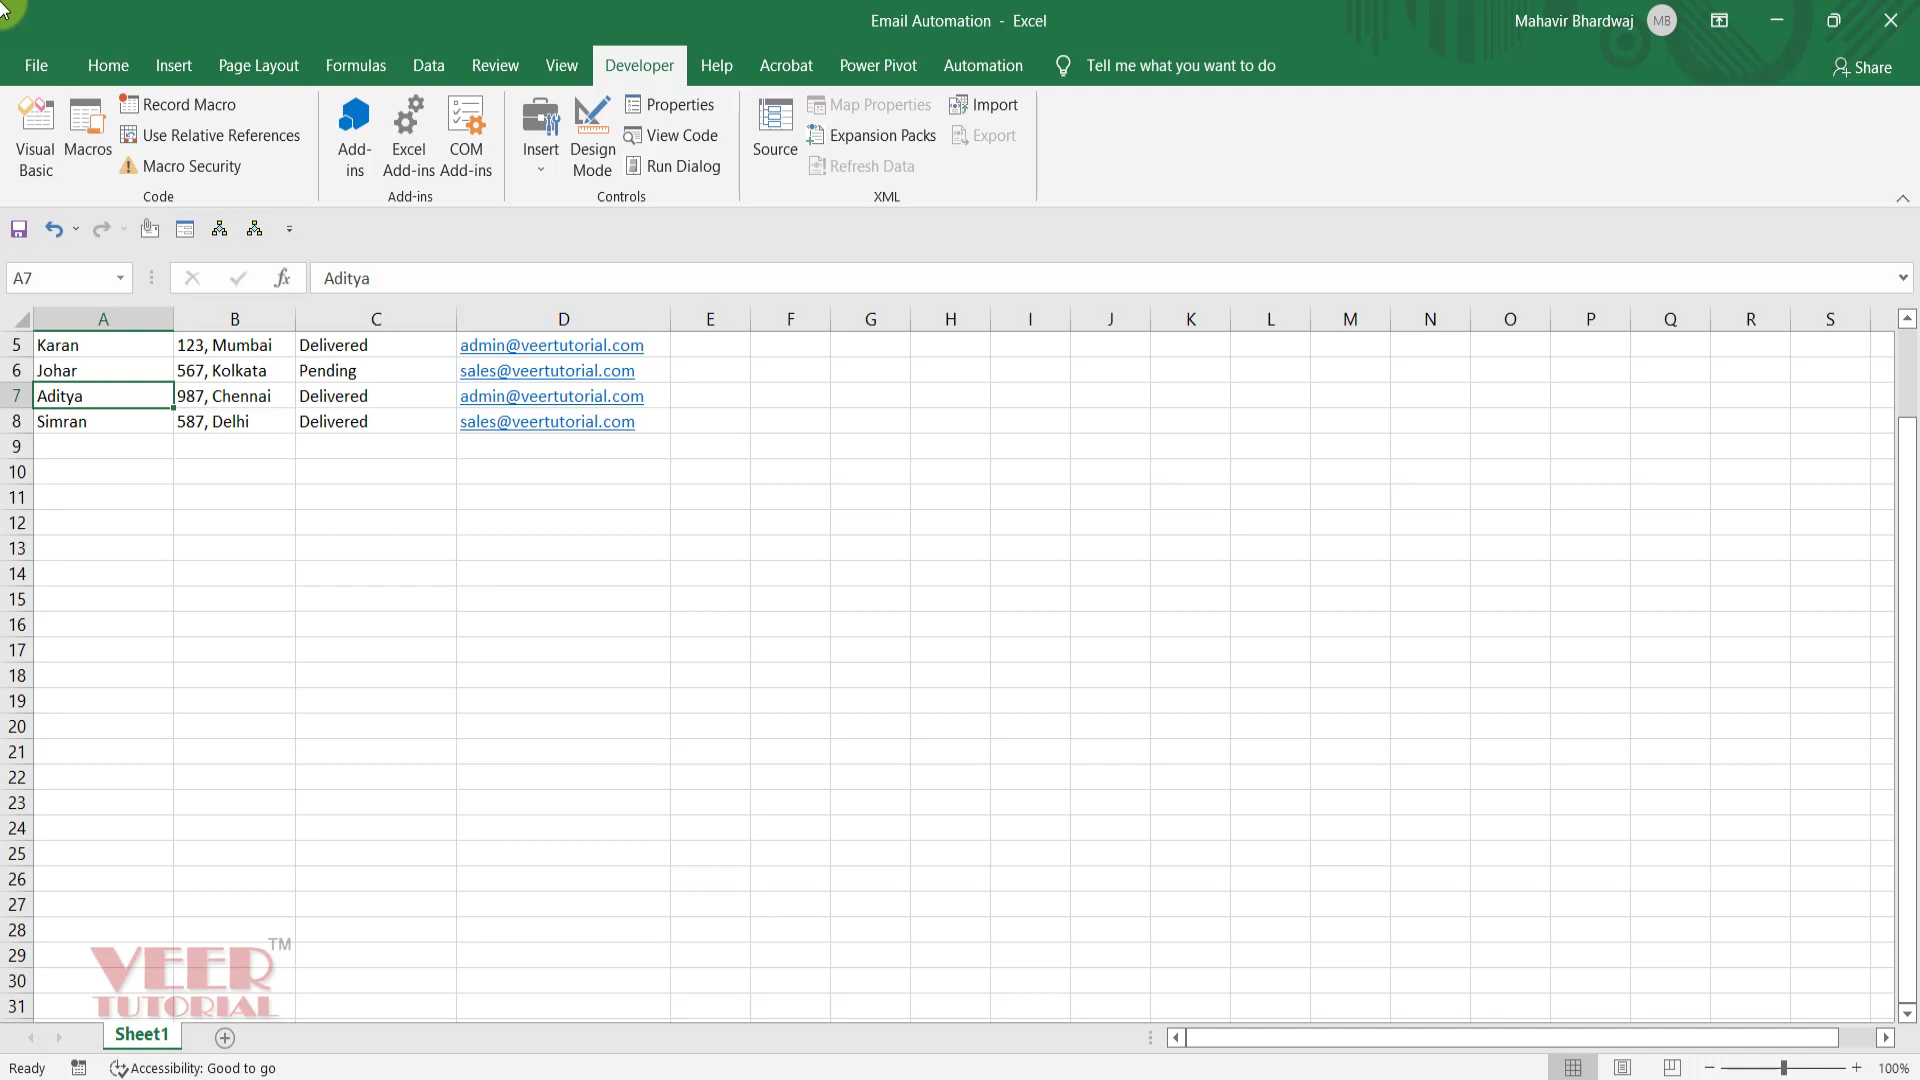 Email Automation - Excel
Mahavir Bhardwaj MB
File Home Insert Page Layout Formulas Data Review View Developer Help Acrobat Power Pivot Automation Tell me what you want to do Share
Visual Basic
Macros
Record Macro
Use Relative References
Macro Security
Code
Add-ins
Excel Add-ins
COM Add-ins
Add-ins
Insert
Design Mode
Properties
View Code
Run Dialog
Controls
Source
Map Properties
Expansion Packs
Refresh Data
Import
Export
XML
A7 fx Aditya
A B C D E F G H I J K L M N O P Q R S
5 Karan 123, Mumbai Delivered admin@veertutorial.com
6 Johar 567, Kolkata Pending sales@veertutorial.com
7 Aditya 987, Chennai Delivered admin@veertutorial.com
8 Simran 587, Delhi Delivered sales@veertutorial.com
9
10
11
12
13
14
15
16
17
18
19
20
21
22
23
24
25
26
27
28
29
30
31
VEER TM
TUTORIAL
Sheet1
Ready Accessibility: Good to go 100%